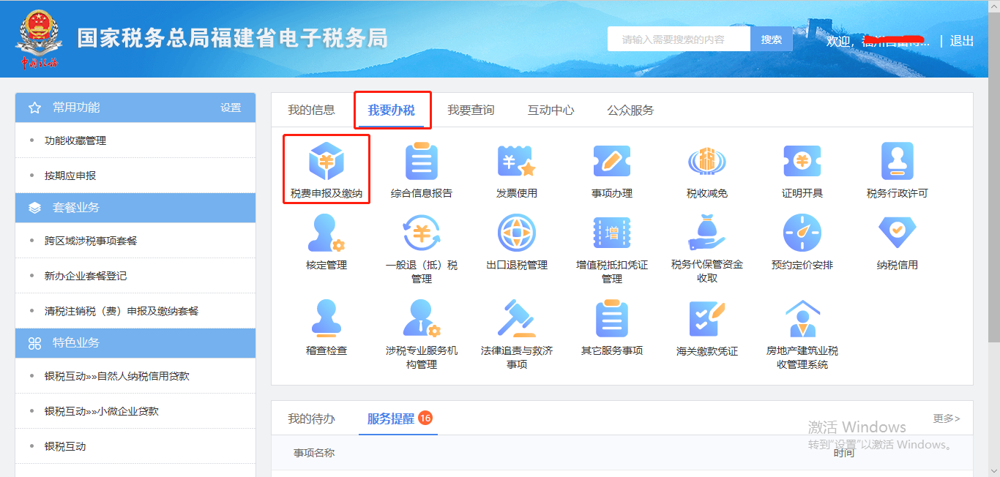 国家税务总局福建省电子税务局
中国税务
请输入需要搜索的内容
搜索
欢迎,
退出
常用功能
设置
功能收藏管理
按期应申报
套餐业务
跨区域涉税事项套餐
新办企业套餐登记
清税注销税（费）申报及缴纳套餐
特色业务
银税互动»»自然人纳税信用贷款
银税互动»»小微企业贷款
银税互动
我的信息
我要办税
我要查询
互动中心
公众服务
税费申报及缴纳
综合信息报告
发票使用
事项办理
税收减免
证明开具
税务行政许可
核定管理
一般退（抵）税
管理
出口退税管理
增
增值税抵扣凭证
管理
税务代保管资金
收取
预约定价安排
纳税信用
稽查检查
涉税专业服务机
构管理
法律追责与救济
事项
其它服务事项
海关缴款凭证
房地产建筑业税
收管理系统
我的待办
服务提醒 16
更多>
事项名称
时间
激活 Windows
转到"设置"以激活 Windows。